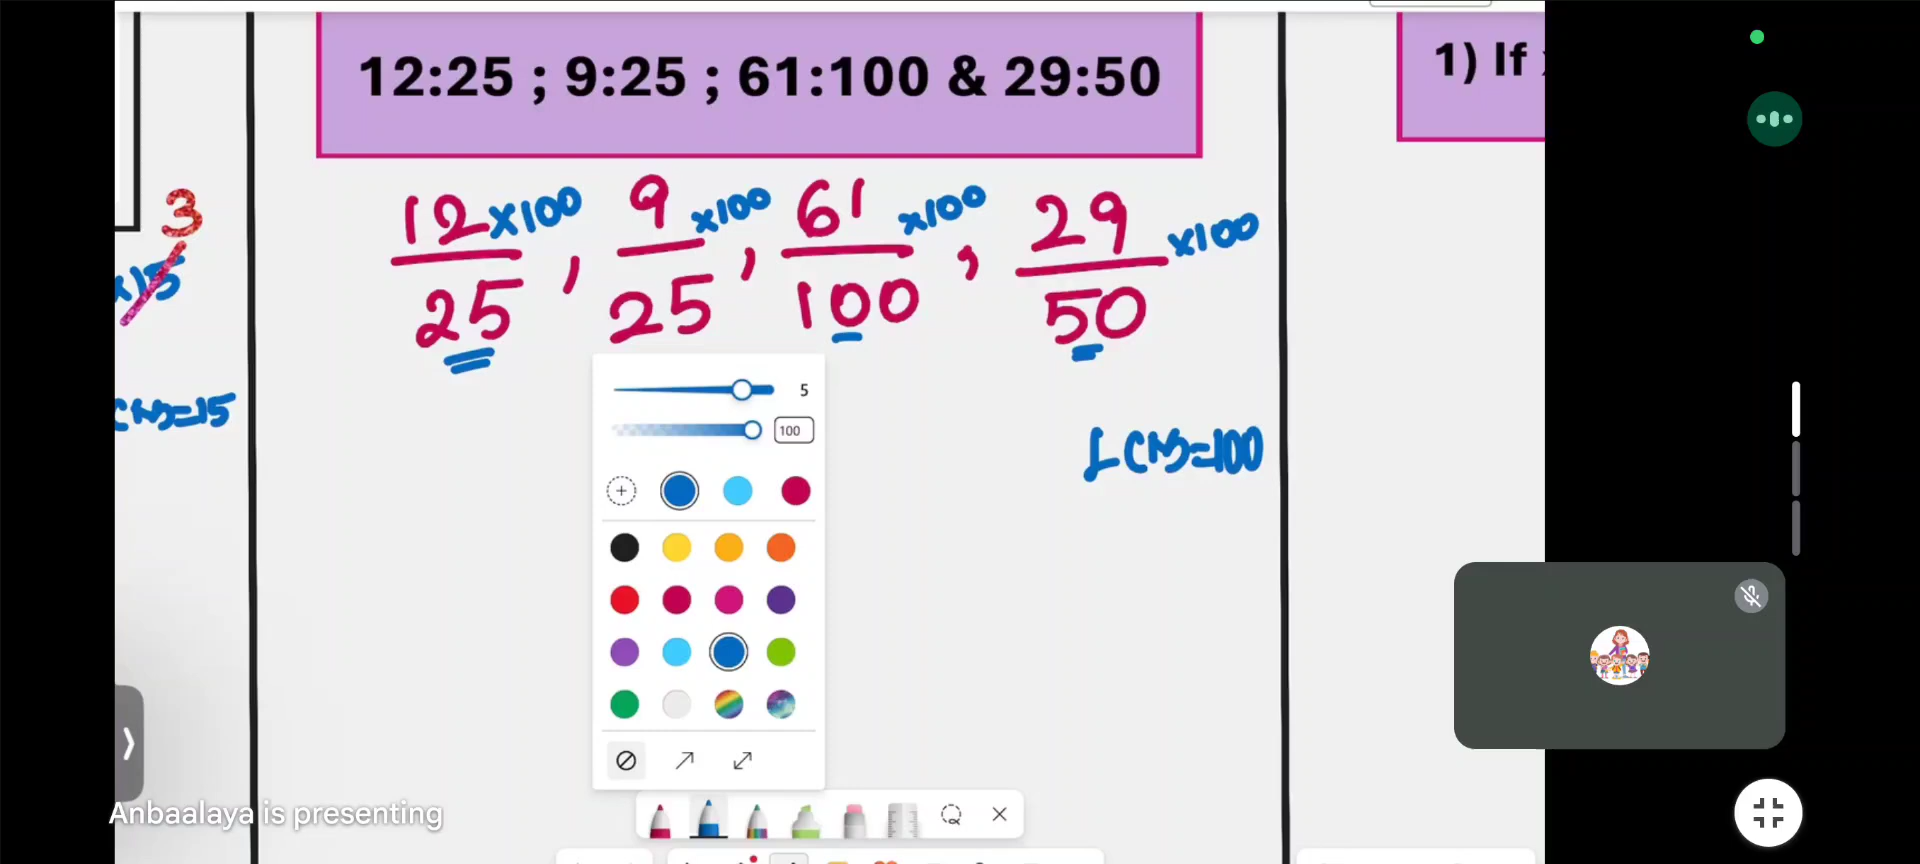 12:25 ; 9:25 ; 61:100 & 29:50
1) If
3
×15
12 ×100 , 9 ×100 , 61 ×100 , 29 ×100
25 25 100 50
=15
LCM=100
5
100
Anbaalaya is presenting